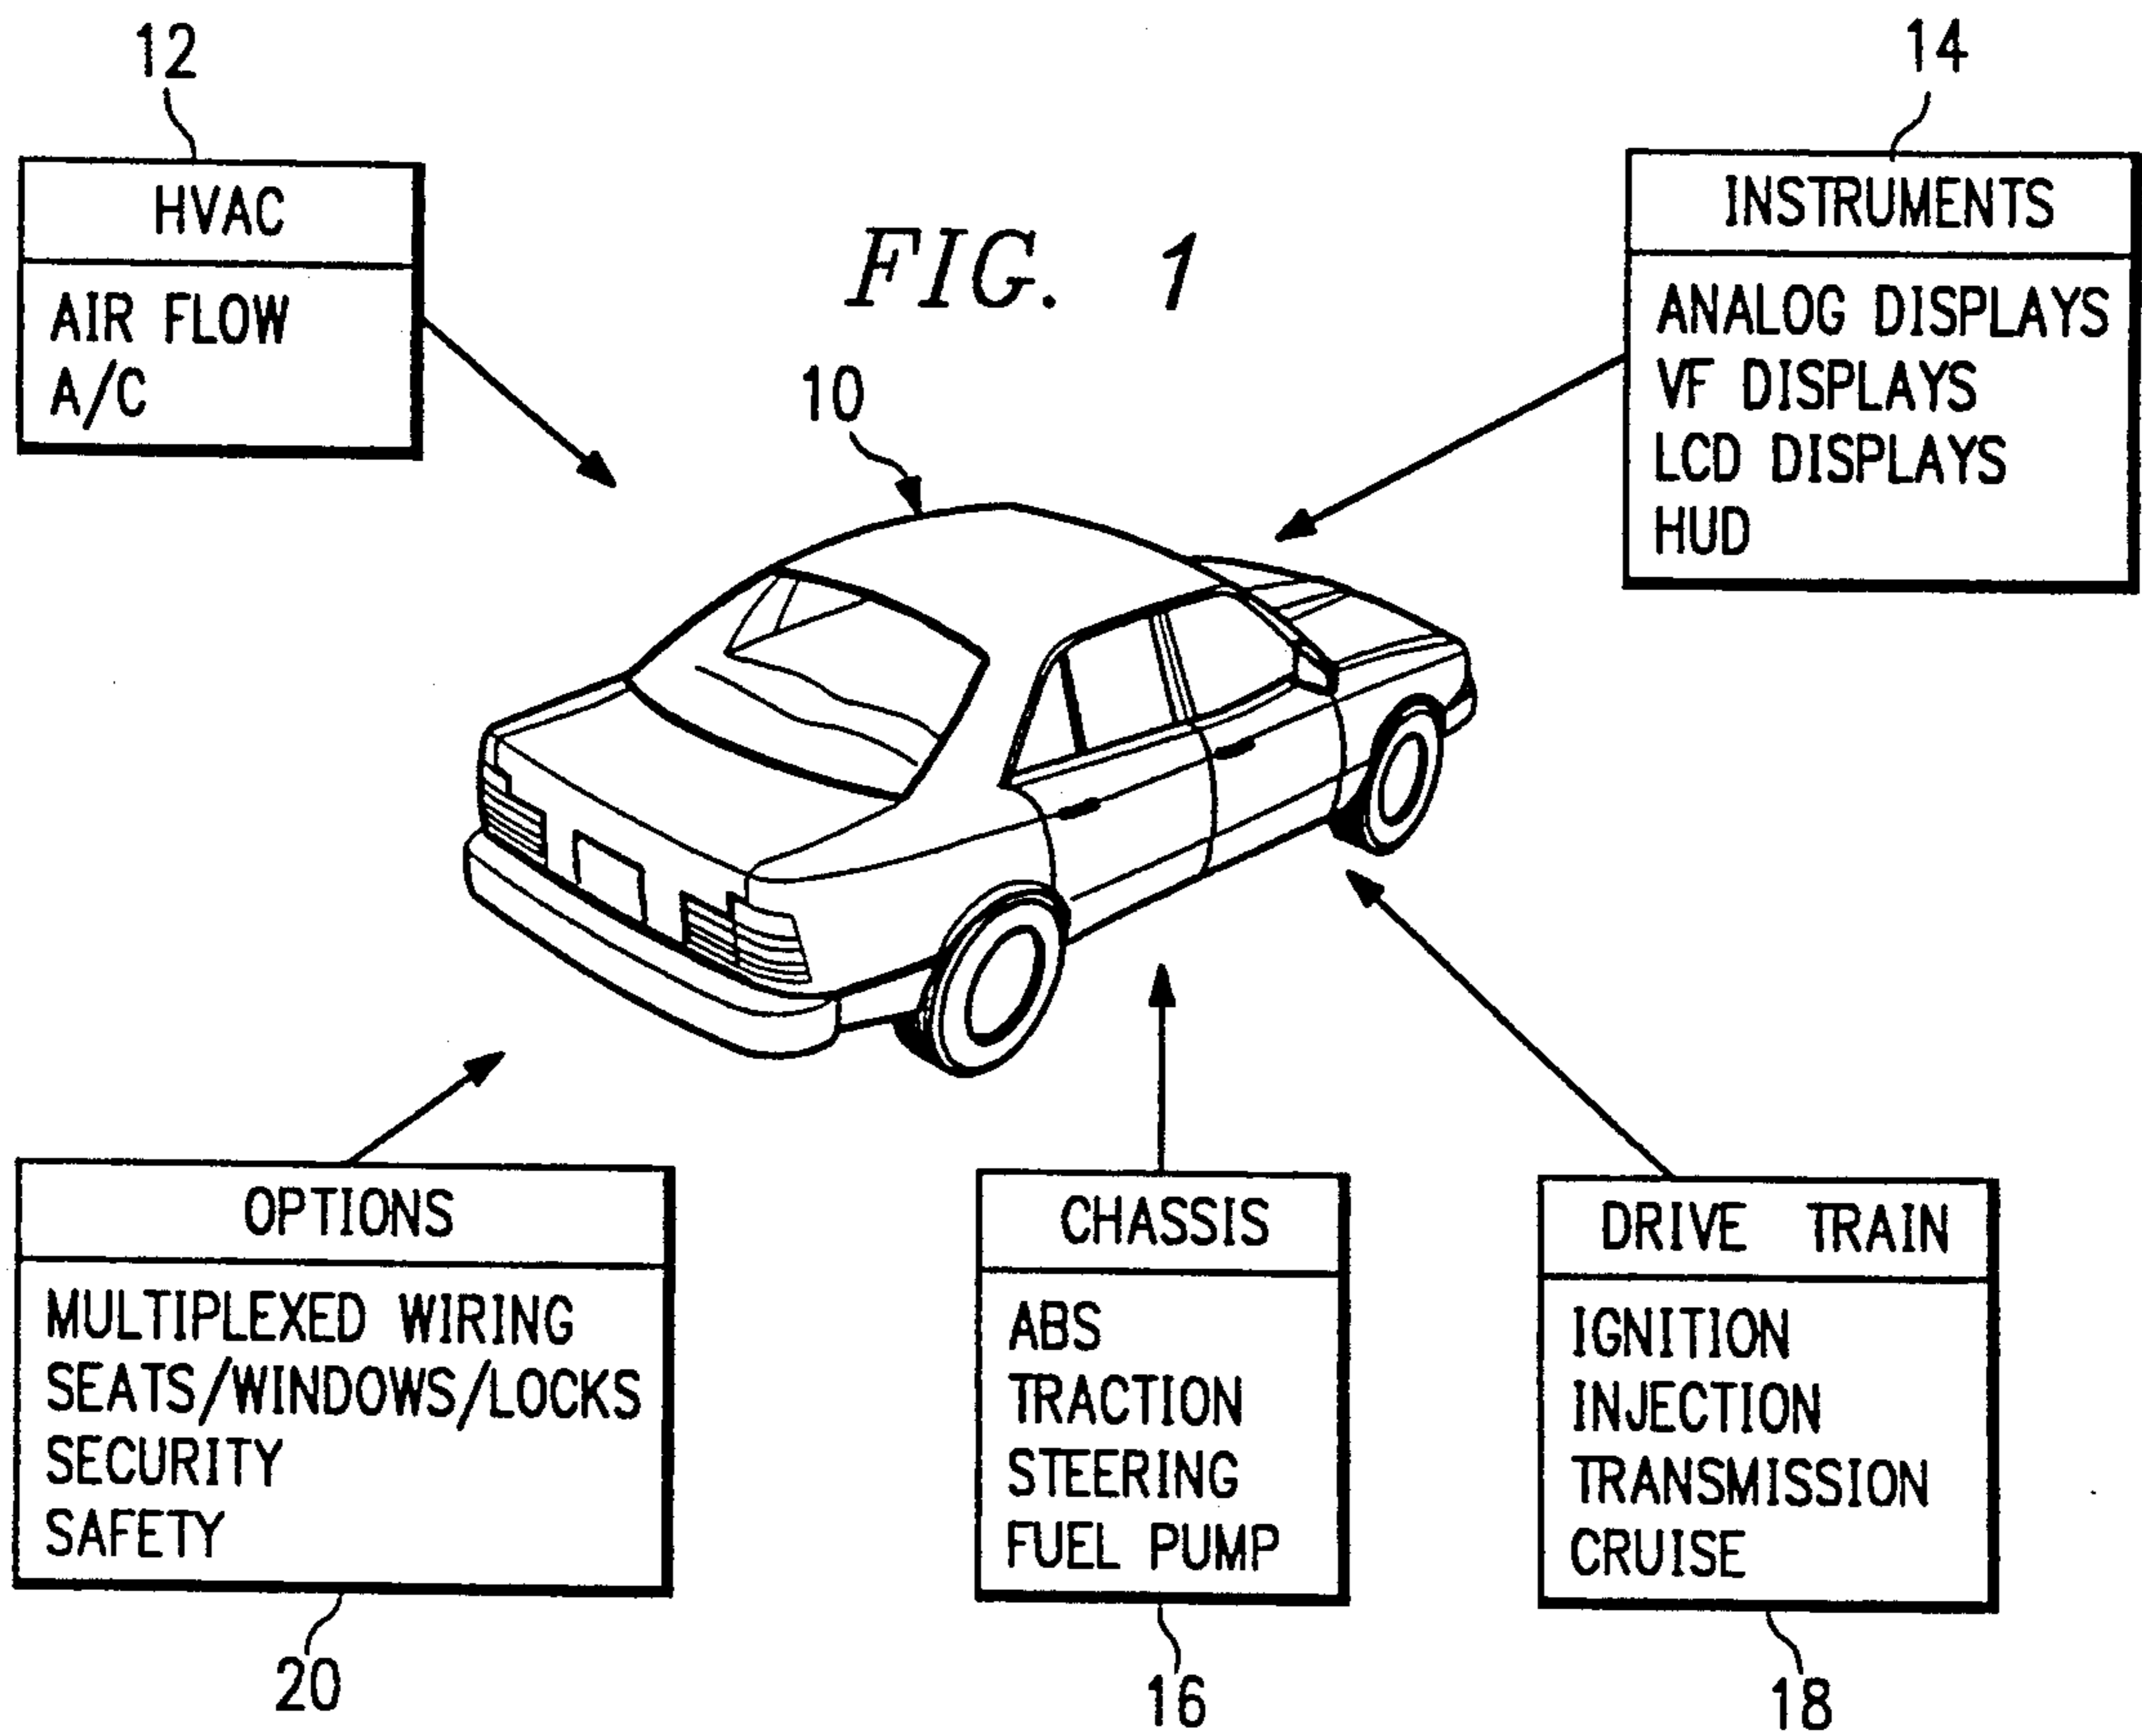 12
14
HVAC
AIR FLOW
A/C
FIG. 1
INSTRUMENTS
ANALOG DISPLAYS
VF DISPLAYS
LCD DISPLAYS
HUD
10
OPTIONS
MULTIPLEXED WIRING
SEATS/WINDOWS/LOCKS
SECURITY
SAFETY
20
CHASSIS
ABS
TRACTION
STEERING
FUEL PUMP
16
DRIVE TRAIN
IGNITION
INJECTION
TRANSMISSION
CRUISE
18